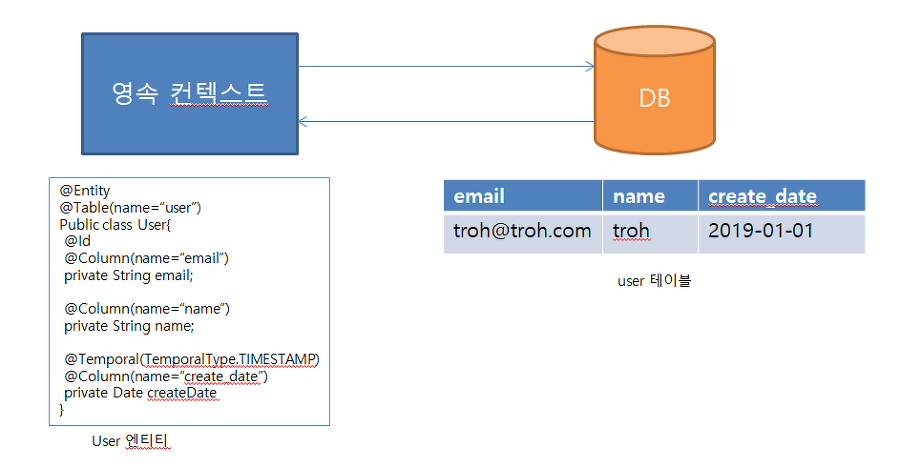 영속 컨텍스트
DB
@Entity
@Table(name=“user”)
Public class User{
@Id
@Column(name=“email”)
private String email;
@Column(name=“name”)
private String name;
@Temporal(TemporalType.TIMESTAMP)
@Column(name=“create_date”)
private Date createDate
}
User 엔티티
email name create_date
troh@troh.com troh 2019-01-01
user 테이블